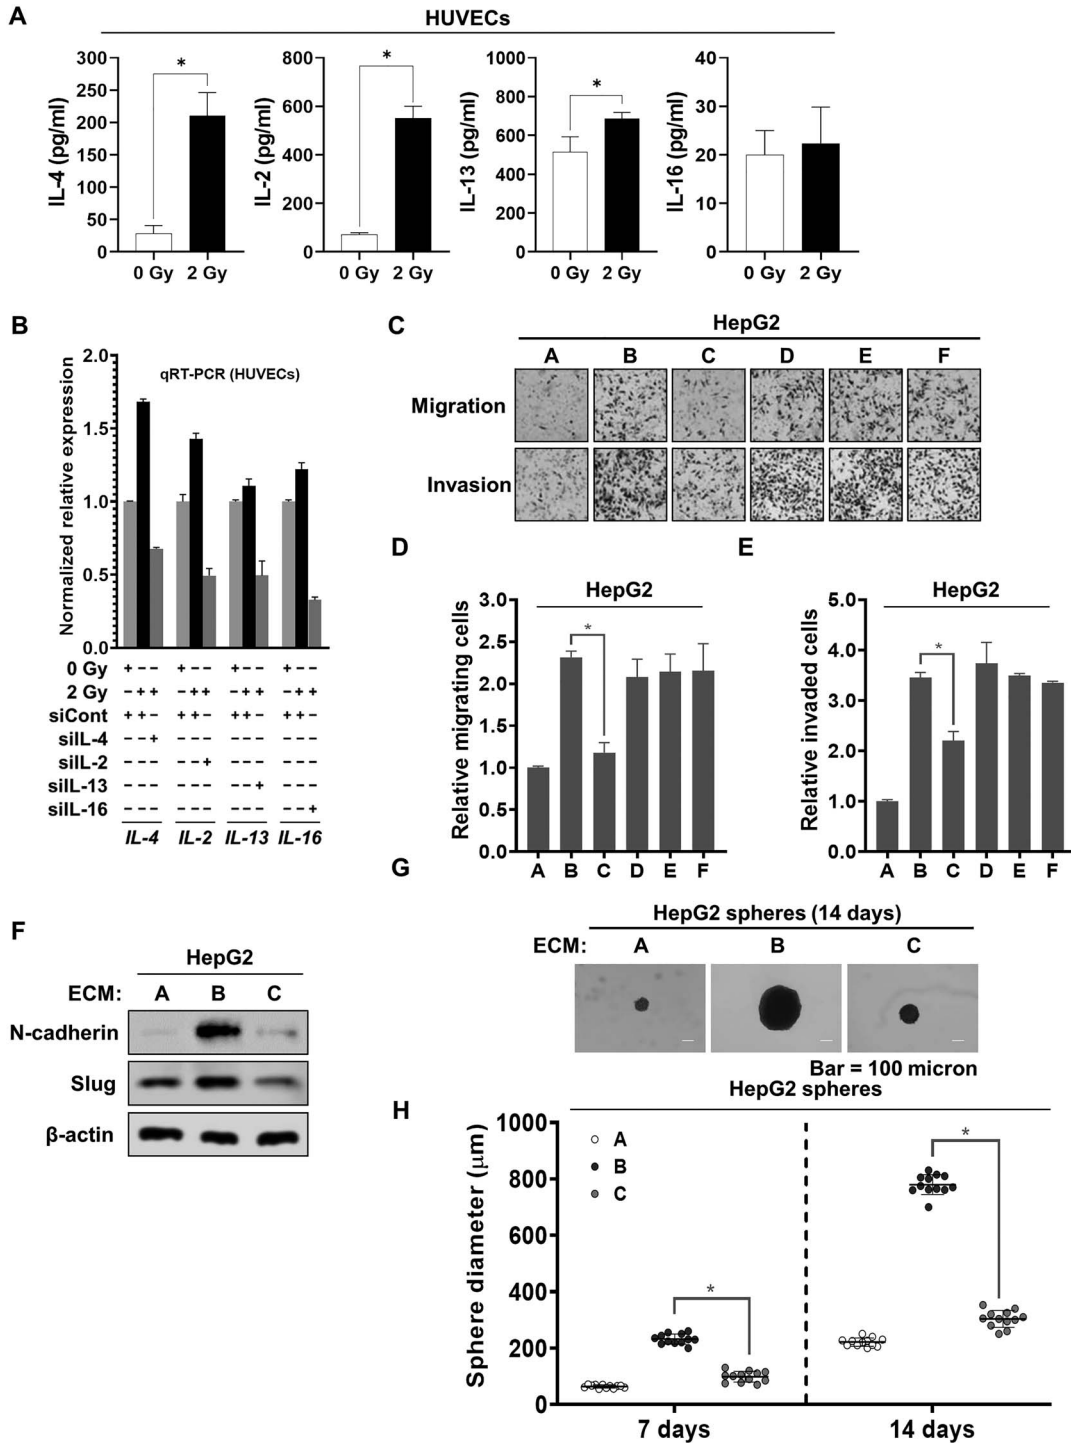 A
HUVECs
IL-4 (pg/ml)
300
250
200
150
100
50
0
*
0 Gy 2 Gy
IL-2 (pg/ml)
800
600
400
200
0
*
0 Gy 2 Gy
IL-13 (pg/ml)
1000
800
600
400
200
0
*
0 Gy 2 Gy
IL-16 (pg/ml)
40
30
20
10
0
0 Gy 2 Gy
B
qRT-PCR (HUVECs)
Normalized relative expression
2.0
1.5
1.0
0.5
0.0
0 Gy +-- +-- +-- +--
2 Gy -++ -++ -++ -++
siCont ++- ++- ++- ++-
siIL-4 --+ --- --- ---
siIL-2 --- --+ --- ---
siIL-13 --- --- --+ ---
siIL-16 --- --- --- --+
IL-4 IL-2 IL-13 IL-16
C
HepG2
A B C D E F
Migration
Invasion
D
HepG2
Relative migrating cells
3.0
2.5
2.0
1.5
1.0
0.5
0.0
*
A B C D E F
E
HepG2
Relative invaded cells
5.0
4.0
3.0
2.0
1.0
0.0
*
A B C D E F
F
HepG2
ECM: A B C
N-cadherin
Slug
β-actin
G
HepG2 spheres (14 days)
ECM: A B C
Bar = 100 micron
H
HepG2 spheres
Sphere diameter (μm)
1000
800
600
400
200
0
A
B
C
*
*
7 days 14 days